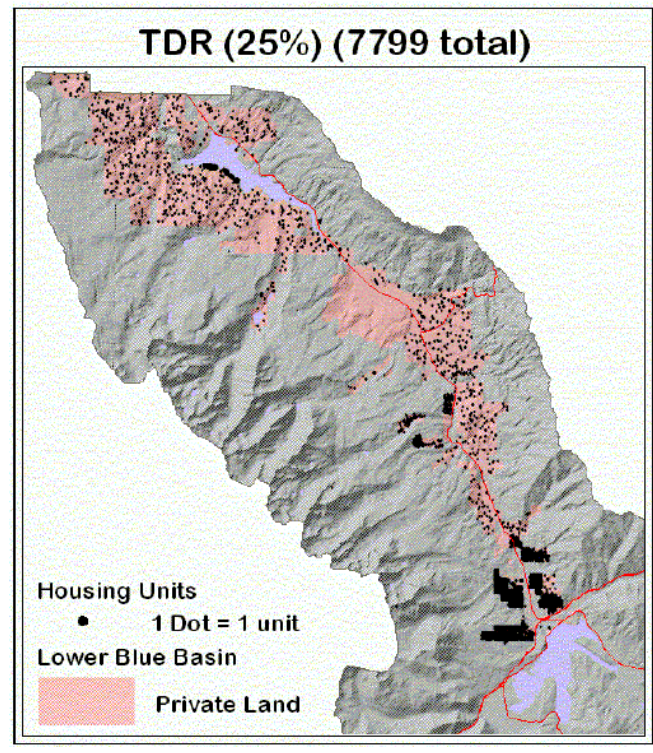 TDR (25%) (7799 total)
Housing Units
1 Dot = 1 unit
Lower Blue Basin
Private Land